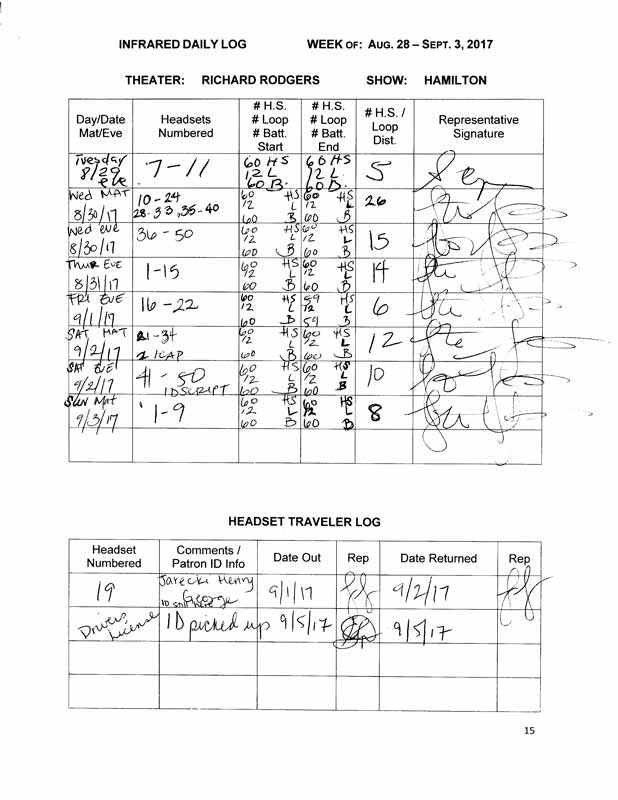 INFRARED DAILY LOG WEEK OF: AUG. 28 – SEPT. 3, 2017
THEATER: RICHARD RODGERS SHOW: HAMILTON
Day/Date Mat/Eve Headsets Numbered # H.S. # Loop # Batt. Start # H.S. # Loop # Batt. End # H.S. / Loop Dist. Representative Signature
Tuesday 8/29 eve 7-11 60 HS 12 L 60 B. 60 HS 12 L 60 B. 5
Wed MAT 8/30/17 10-24 28-33, 35-40 60 HS 12 L 60 B 60 HS 12 L 60 B 26
Wed eve 8/30/17 36-50 60 HS 12 L 60 B 60 HS 12 L 60 B 15
Thur EVE 8/31/17 1-15 60 HS 12 L 60 B 60 HS 12 L 60 B 14
FRI EVE 9/1/17 16-22 60 HS 12 L 60 B 59 HS 12 L 59 B 6
SAT MAT 9/2/17 21-34 2 ICAP 60 HS 12 L 60 B 60 HS 12 L 60 B 12
SAT EVE 9/2/17 41-50 1 DSCRIPT 60 HS 12 L 60 B 60 HS 12 L 60 B 10
SUN Mat 9/3/17 1-9 60 HS 12 L 60 B 60 HS 12 L 60 B 8
HEADSET TRAVELER LOG
Headset Numbered Comments / Patron ID Info Date Out Rep Date Returned Rep
19 Jarecki Henry George ID still here 9/1/17 9/2/17
Drivers License ID picked up 9/5/17 9/5/17
15